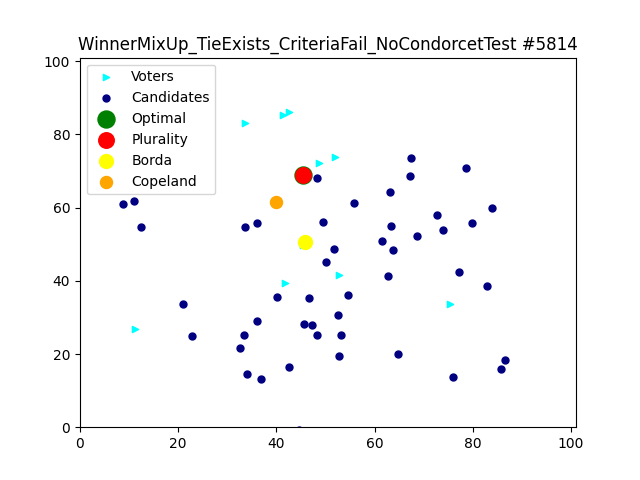 WinnerMixUp_TieExists_CriteriaFail_NoCondorcetTest #5814
100
80
60
40
20
0
Voters
Candidates
Optimal
Plurality
Borda
Copeland
0 20 40 60 80 100